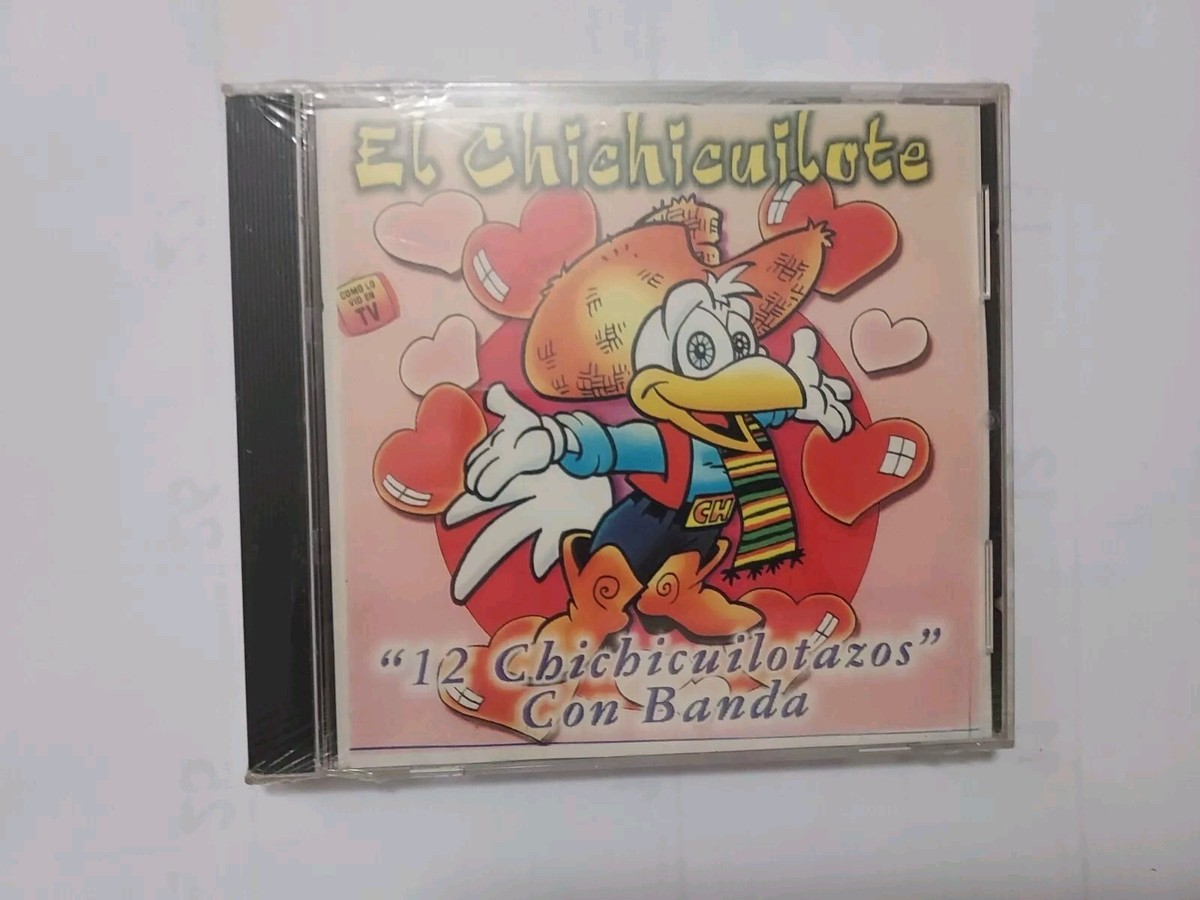 El Chichicuilote
COMO LO
VIO EN
TV
CH
“12 Chichicuilotazos”
Con Banda